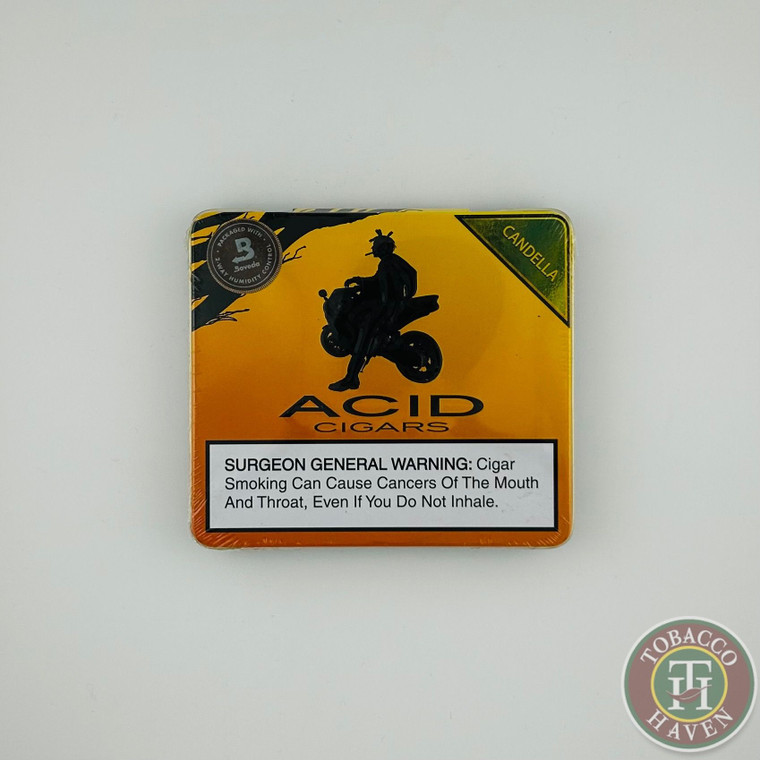 PACKAGED WITH
B
Boveda
2-WAY HUMIDITY CONTROL
CANDELLA
ACID
CIGARS
SURGEON GENERAL WARNING: Cigar
Smoking Can Cause Cancers Of The Mouth
And Throat, Even If You Do Not Inhale.
TOBACCO
TH
HAVEN